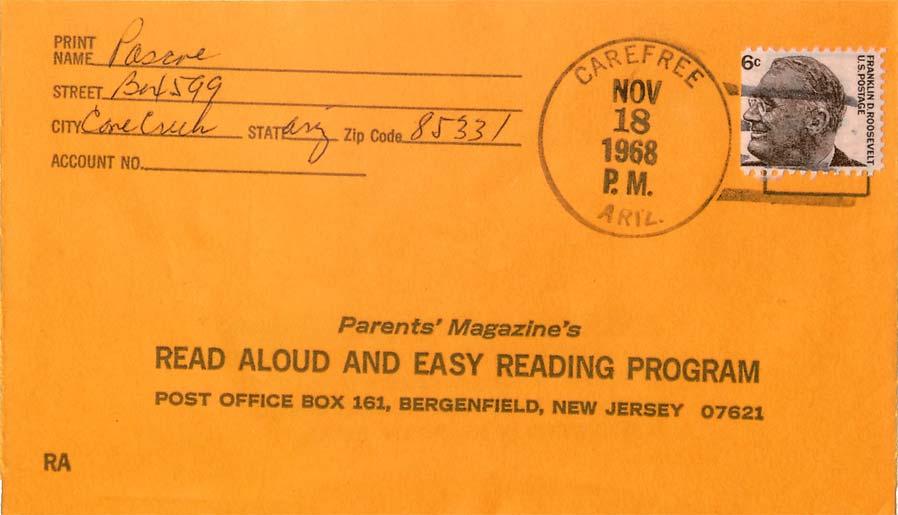 PRINT
NAME Pascoe
STREET Box 599
CITY Cave Creek STATE Ariz Zip Code 85331
ACCOUNT NO.
CAREFREE
NOV
18
1968
P.M.
ARIZ.
6c
FRANKLIN D. ROOSEVELT
U.S. POSTAGE
Parents' Magazine's
READ ALOUD AND EASY READING PROGRAM
POST OFFICE BOX 161, BERGENFIELD, NEW JERSEY 07621
RA